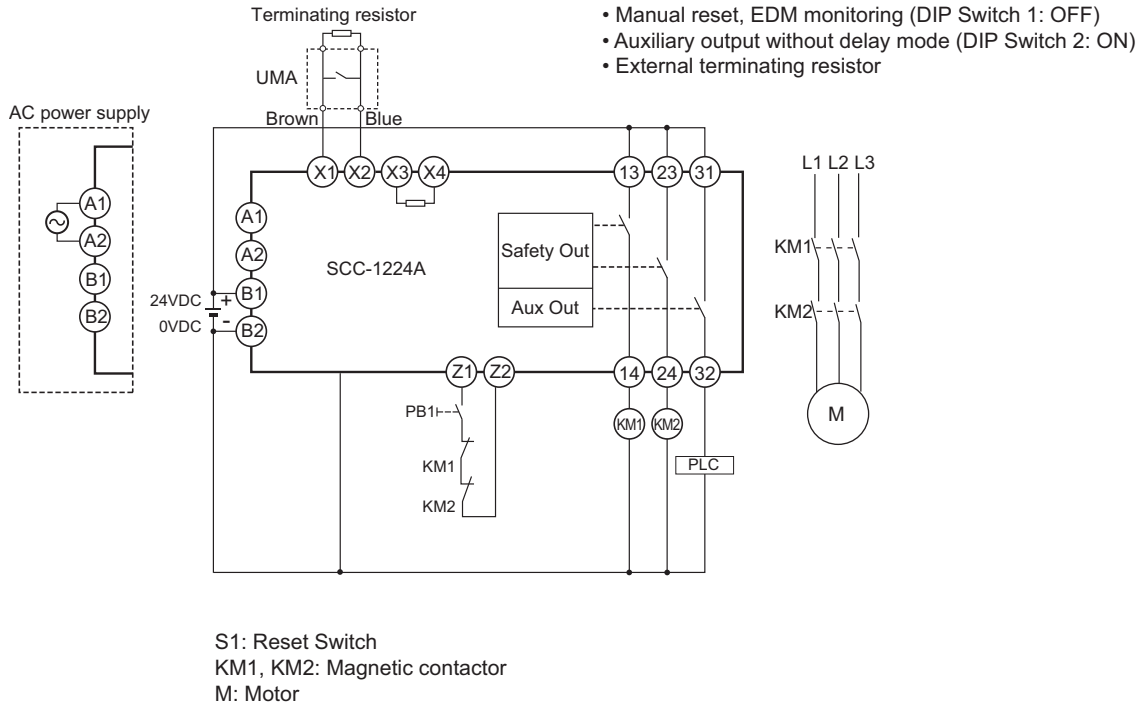 Terminating resistor
• Manual reset, EDM monitoring (DIP Switch 1: OFF)
• Auxiliary output without delay mode (DIP Switch 2: ON)
• External terminating resistor
UMA
AC power supply
Brown
Blue
X1 X2 X3 X4
13 23 31
L1 L2 L3
A1
A2
B1
B2
A1
A2
B1
B2
SCC-1224A
Safety Out
Aux Out
KM1
KM2
24VDC
+
0VDC
-
Z1 Z2
14 24 32
PB1
KM1
KM2
KM1
KM2
PLC
M
S1: Reset Switch
KM1, KM2: Magnetic contactor
M: Motor